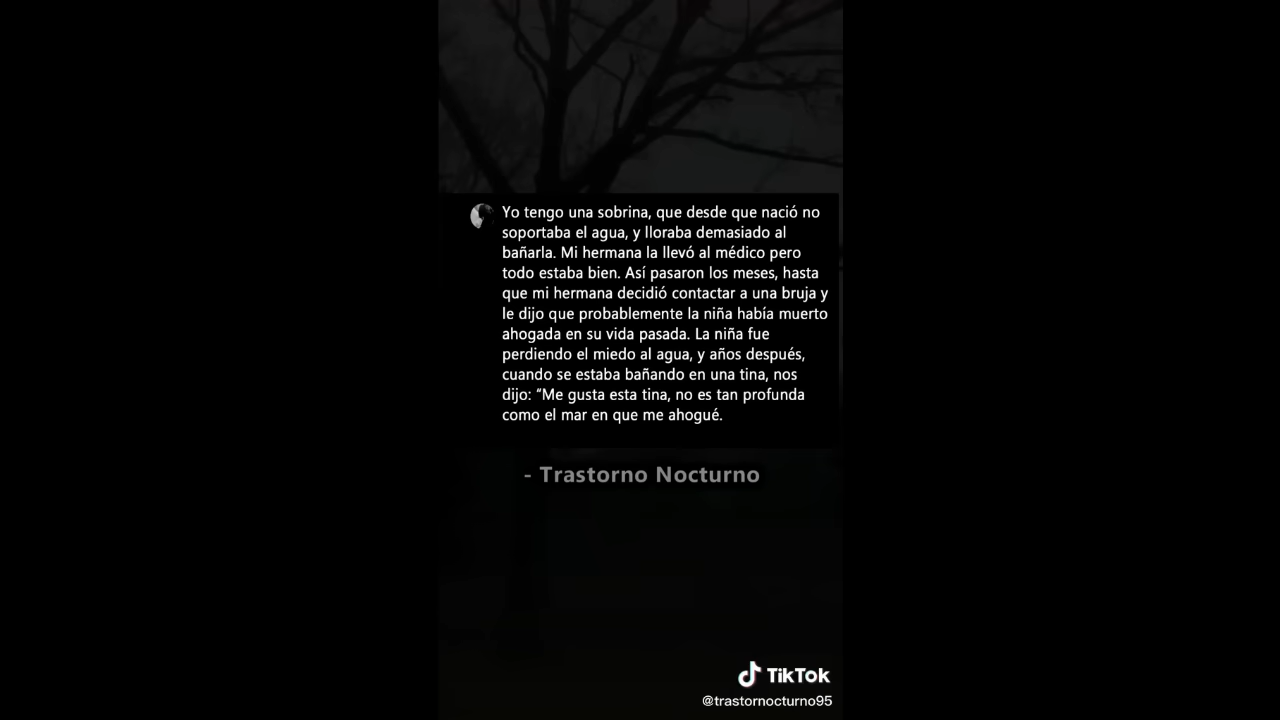 Yo tengo una sobrina, que desde que nació no
soportaba el agua, y lloraba demasiado al
bañarla. Mi hermana la llevó al médico pero
todo estaba bien. Así pasaron los meses, hasta
que mi hermana decidió contactar a una bruja y
le dijo que probablemente la niña había muerto
ahogada en su vida pasada. La niña fue
perdiendo el miedo al agua, y años después,
cuando se estaba bañando en una tina, nos
dijo: “Me gusta esta tina, no es tan profunda
como el mar en que me ahogué.
- Trastorno Nocturno
TikTok
@trastornocturno95